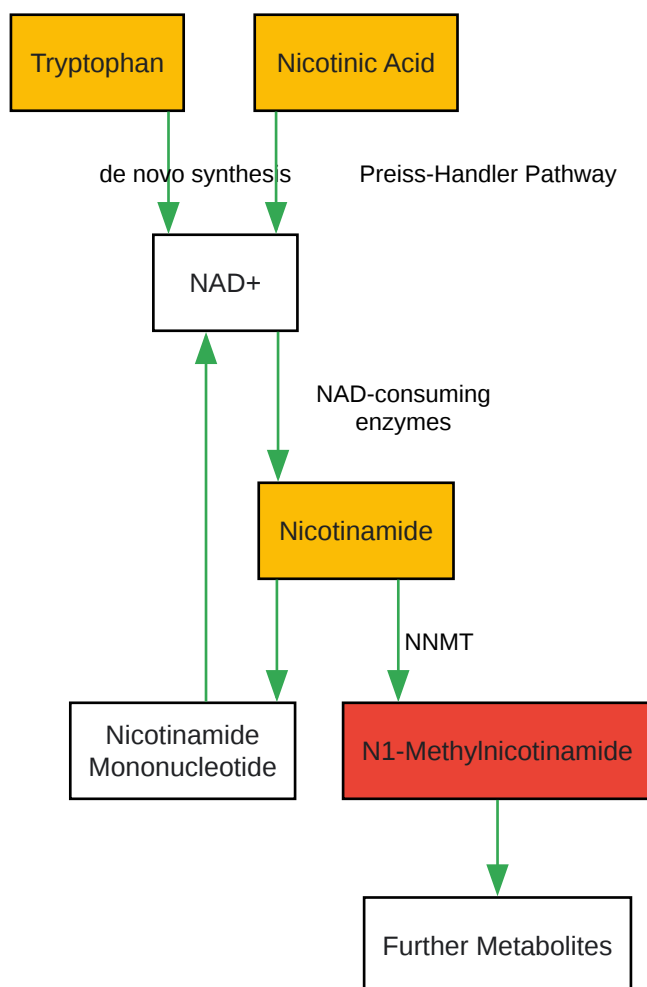 Tryptophan
Nicotinic Acid
de novo synthesis
Preiss-Handler Pathway
NAD+
NAD-consuming
enzymes
Nicotinamide
NNMT
Nicotinamide
Mononucleotide
N1-Methylnicotinamide
Further Metabolites